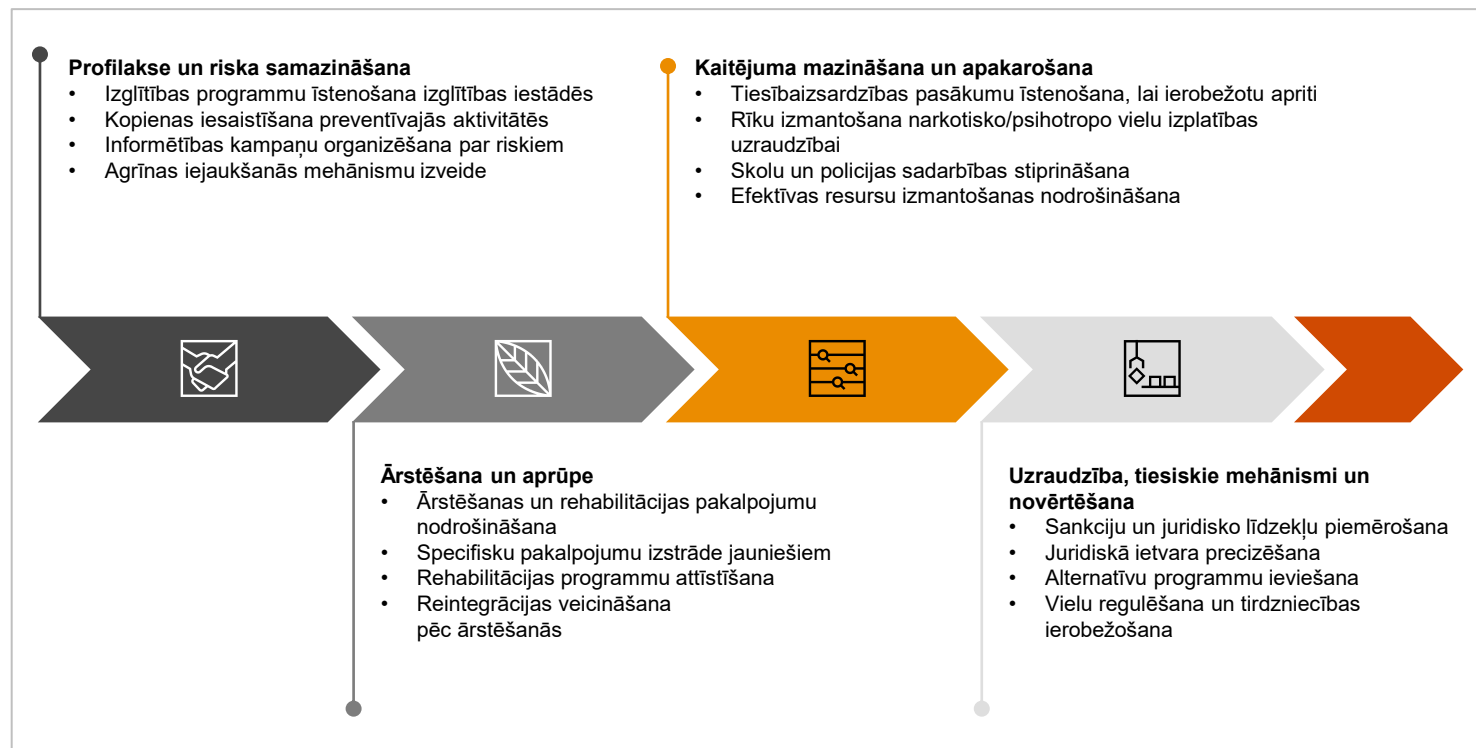 Profilakse un riska samazināšana
• Izglītības programmu īstenošana izglītības iestādēs
• Kopienas iesaistīšana preventīvajās aktivitātēs
• Informētības kampaņu organizēšana par riskiem
• Agrīnas iejaukšanās mehānismu izveide
Kaitējuma mazināšana un apakarošana
• Tiesībaizsardzības pasākumu īstenošana, lai ierobežotu apriti
• Rīku izmantošana narkotisko/psihotropo vielu izplatības
uzraudzībai
• Skolu un policijas sadarbības stiprināšana
• Efektīvas resursu izmantošanas nodrošināšana
Ārstēšana un aprūpe
• Ārstēšanas un rehabilitācijas pakalpojumu
nodrošināšana
• Specifisku pakalpojumu izstrāde jauniešiem
• Rehabilitācijas programmu attīstīšana
• Reintegrācijas veicināšana
pēc ārstēšanās
Uzraudzība, tiesiskie mehānismi un
novērtēšana
• Sankciju un juridisko līdzekļu piemērošana
• Juridiskā ietvara precizēšana
• Alternatīvu programmu ieviešana
• Vielu regulēšana un tirdzniecības
ierobežošana